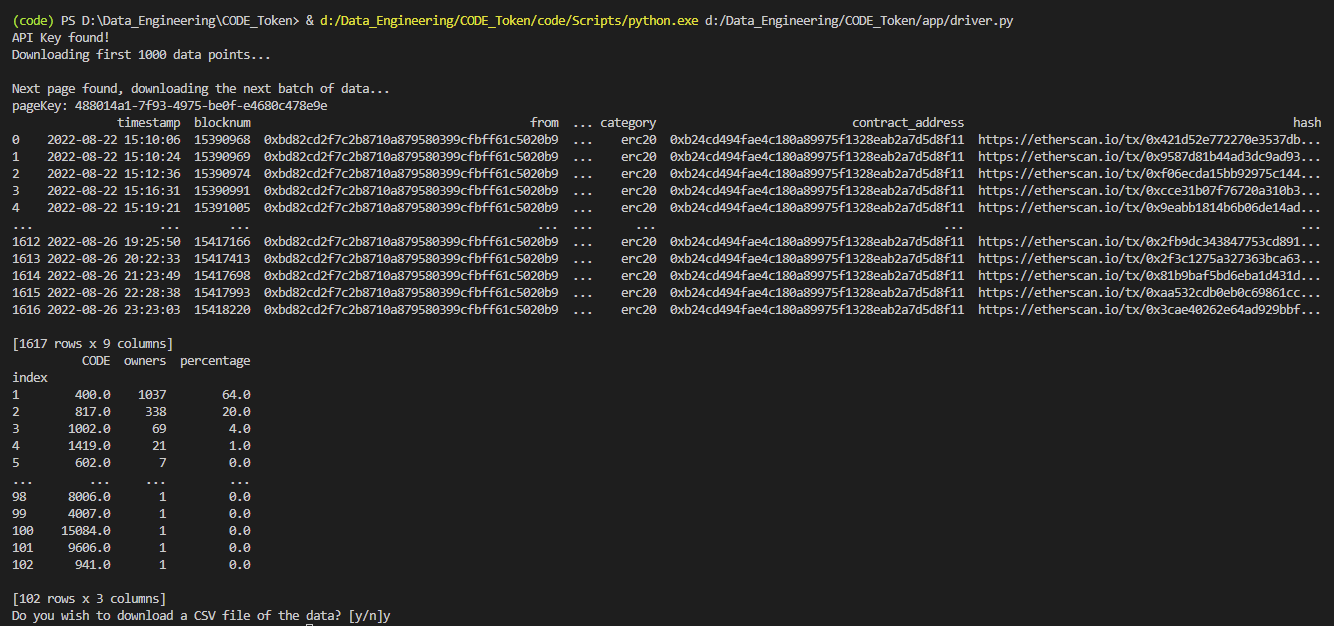 (code) PS D:\Data_Engineering\CODE_Token> & d:/Data_Engineering/CODE_Token/code/Scripts/python.exe d:/Data_Engineering/CODE_Token/app/driver.py
API Key found!
Downloading first 1000 data points...
Next page found, downloading the next batch of data...
pageKey: 488014a1-7f93-4975-be0f-e4680c478e9e
timestamp blocknum from ... category contract_address hash
0 2022-08-22 15:10:06 15390968 0xbd82cd2f7c2b8710a879580399cfbff61c5020b9 ... erc20 0xb24cd494fae4c180a89975f1328eab2a7d5d8f11 https://etherscan.io/tx/0x421d52e772270e3537db...
1 2022-08-22 15:10:24 15390969 0xbd82cd2f7c2b8710a879580399cfbff61c5020b9 ... erc20 0xb24cd494fae4c180a89975f1328eab2a7d5d8f11 https://etherscan.io/tx/0x9587d81b44ad3dc9ad93...
2 2022-08-22 15:12:36 15390974 0xbd82cd2f7c2b8710a879580399cfbff61c5020b9 ... erc20 0xb24cd494fae4c180a89975f1328eab2a7d5d8f11 https://etherscan.io/tx/0xf06ecda15bb92975c144...
3 2022-08-22 15:16:31 15390991 0xbd82cd2f7c2b8710a879580399cfbff61c5020b9 ... erc20 0xb24cd494fae4c180a89975f1328eab2a7d5d8f11 https://etherscan.io/tx/0xcce31b07f76720a310b3...
4 2022-08-22 15:19:21 15391005 0xbd82cd2f7c2b8710a879580399cfbff61c5020b9 ... erc20 0xb24cd494fae4c180a89975f1328eab2a7d5d8f11 https://etherscan.io/tx/0x9eabb1814b6b06de14ad...
... ... ... ... ... ... ... ...
1612 2022-08-26 19:25:50 15417166 0xbd82cd2f7c2b8710a879580399cfbff61c5020b9 ... erc20 0xb24cd494fae4c180a89975f1328eab2a7d5d8f11 https://etherscan.io/tx/0x2fb9dc343847753cd891...
1613 2022-08-26 20:22:33 15417413 0xbd82cd2f7c2b8710a879580399cfbff61c5020b9 ... erc20 0xb24cd494fae4c180a89975f1328eab2a7d5d8f11 https://etherscan.io/tx/0x2f3c1275a327363bca63...
1614 2022-08-26 21:23:49 15417698 0xbd82cd2f7c2b8710a879580399cfbff61c5020b9 ... erc20 0xb24cd494fae4c180a89975f1328eab2a7d5d8f11 https://etherscan.io/tx/0x81b9baf5bd6eba1d431d...
1615 2022-08-26 22:28:38 15417993 0xbd82cd2f7c2b8710a879580399cfbff61c5020b9 ... erc20 0xb24cd494fae4c180a89975f1328eab2a7d5d8f11 https://etherscan.io/tx/0xaa532cdb0eb0c69861cc...
1616 2022-08-26 23:23:03 15418220 0xbd82cd2f7c2b8710a879580399cfbff61c5020b9 ... erc20 0xb24cd494fae4c180a89975f1328eab2a7d5d8f11 https://etherscan.io/tx/0x3cae40262e64ad929bbf...
[1617 rows x 9 columns]
CODE owners percentage
index
1 400.0 1037 64.0
2 817.0 338 20.0
3 1002.0 69 4.0
4 1419.0 21 1.0
5 602.0 7 0.0
... ... ... ...
98 8006.0 1 0.0
99 4007.0 1 0.0
100 15084.0 1 0.0
101 9606.0 1 0.0
102 941.0 1 0.0
[102 rows x 3 columns]
Do you wish to download a CSV file of the data? [y/n]y